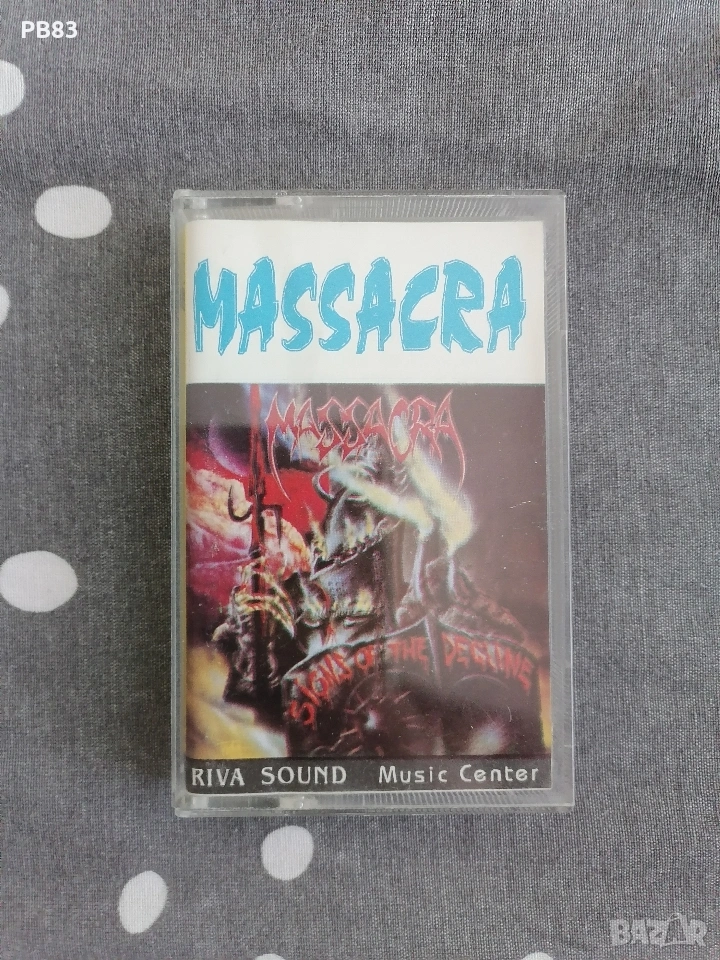 PB83
MASSACRA
MASSACRA
SIGNS OF THE DECLINE
RIVA SOUND Music Center
BAZAR